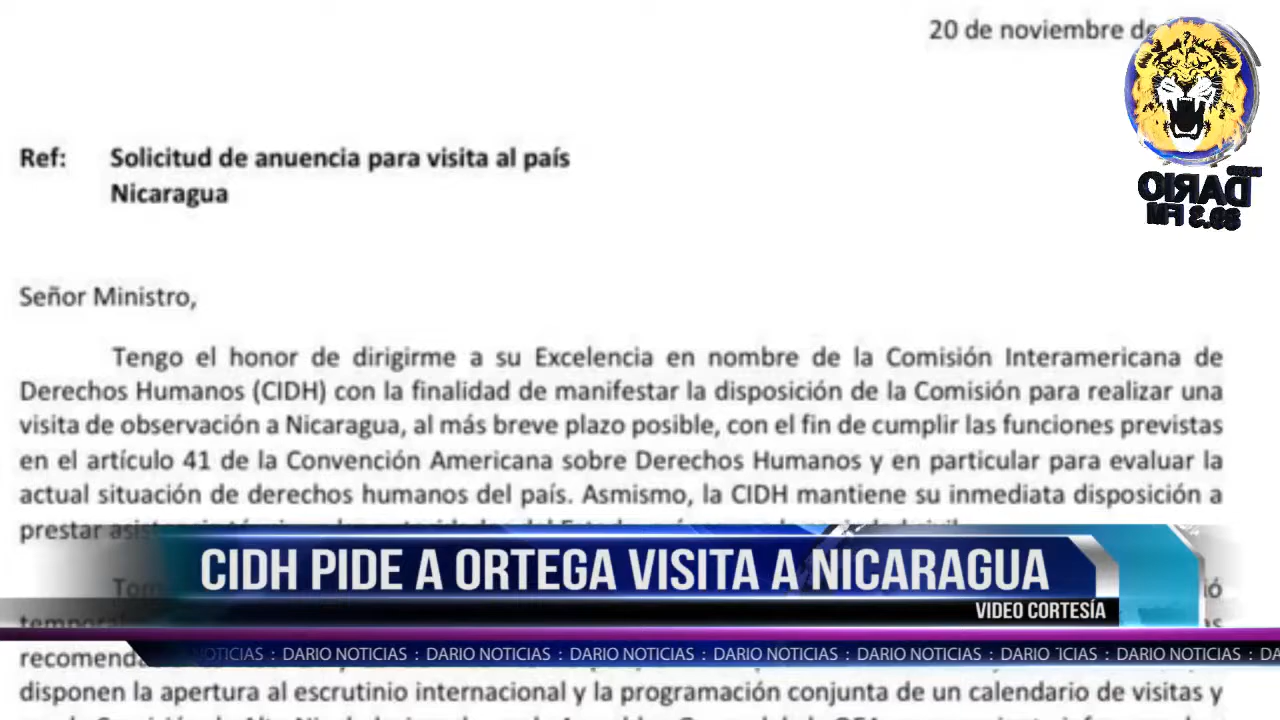 20 de noviembre de
Ref: Solicitud de anuencia para visita al país
Nicaragua
Señor Ministro,
Tengo el honor de dirigirme a su Excelencia en nombre de la Comisión Interamericana de
Derechos Humanos (CIDH) con la finalidad de manifestar la disposición de la Comisión para realizar una
visita de observación a Nicaragua, al más breve plazo posible, con el fin de cumplir las funciones previstas
en el artículo 41 de la Convención Americana sobre Derechos Humanos y en particular para evaluar la
actual situación de derechos humanos del país. Asmismo, la CIDH mantiene su inmediata disposición a
prestar
CIDH PIDE A ORTEGA VISITA A NICARAGUA
VIDEO CORTESÍA
NOTICIAS : DARIO NOTICIAS : DARIO NOTICIAS : DARIO NOTICIAS : DARIO NOTICIAS : DARIO NOTICIAS : DARIO : DARIO NOTICIAS : DA
disponen la apertura al escrutinio internacional y la programación conjunta de un calendario de visitas y
DARIO
89.3 FM